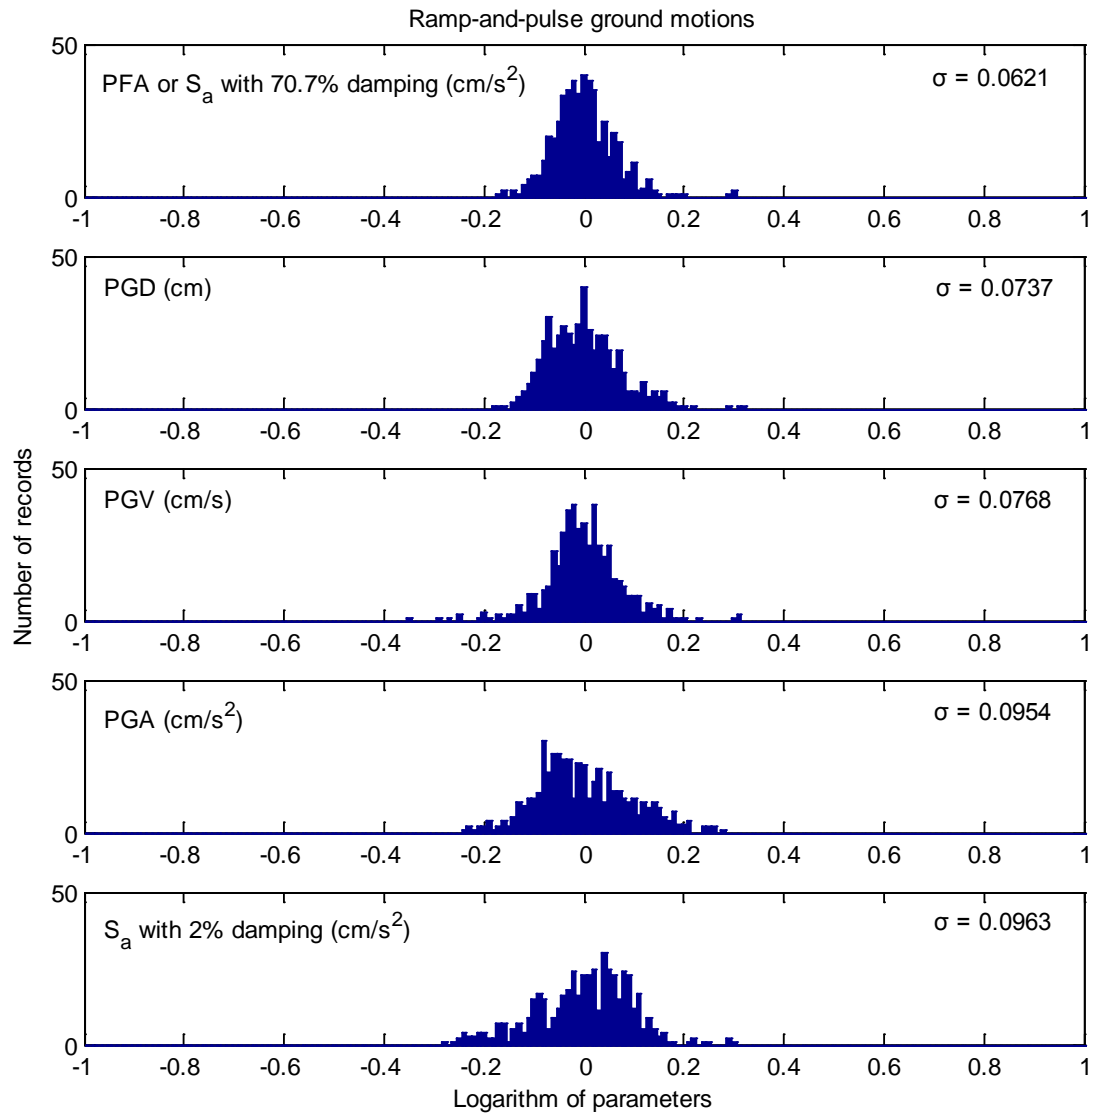 Ramp-and-pulse ground motions
50
PFA or Sa with 70.7% damping (cm/s2)
σ = 0.0621
0
-1 -0.8 -0.6 -0.4 -0.2 0 0.2 0.4 0.6 0.8 1
50
PGD (cm)
σ = 0.0737
0
-1 -0.8 -0.6 -0.4 -0.2 0 0.2 0.4 0.6 0.8 1
Number of records
50
PGV (cm/s)
σ = 0.0768
0
-1 -0.8 -0.6 -0.4 -0.2 0 0.2 0.4 0.6 0.8 1
50
PGA (cm/s2)
σ = 0.0954
0
-1 -0.8 -0.6 -0.4 -0.2 0 0.2 0.4 0.6 0.8 1
50
Sa with 2% damping (cm/s2)
σ = 0.0963
0
-1 -0.8 -0.6 -0.4 -0.2 0 0.2 0.4 0.6 0.8 1
Logarithm of parameters